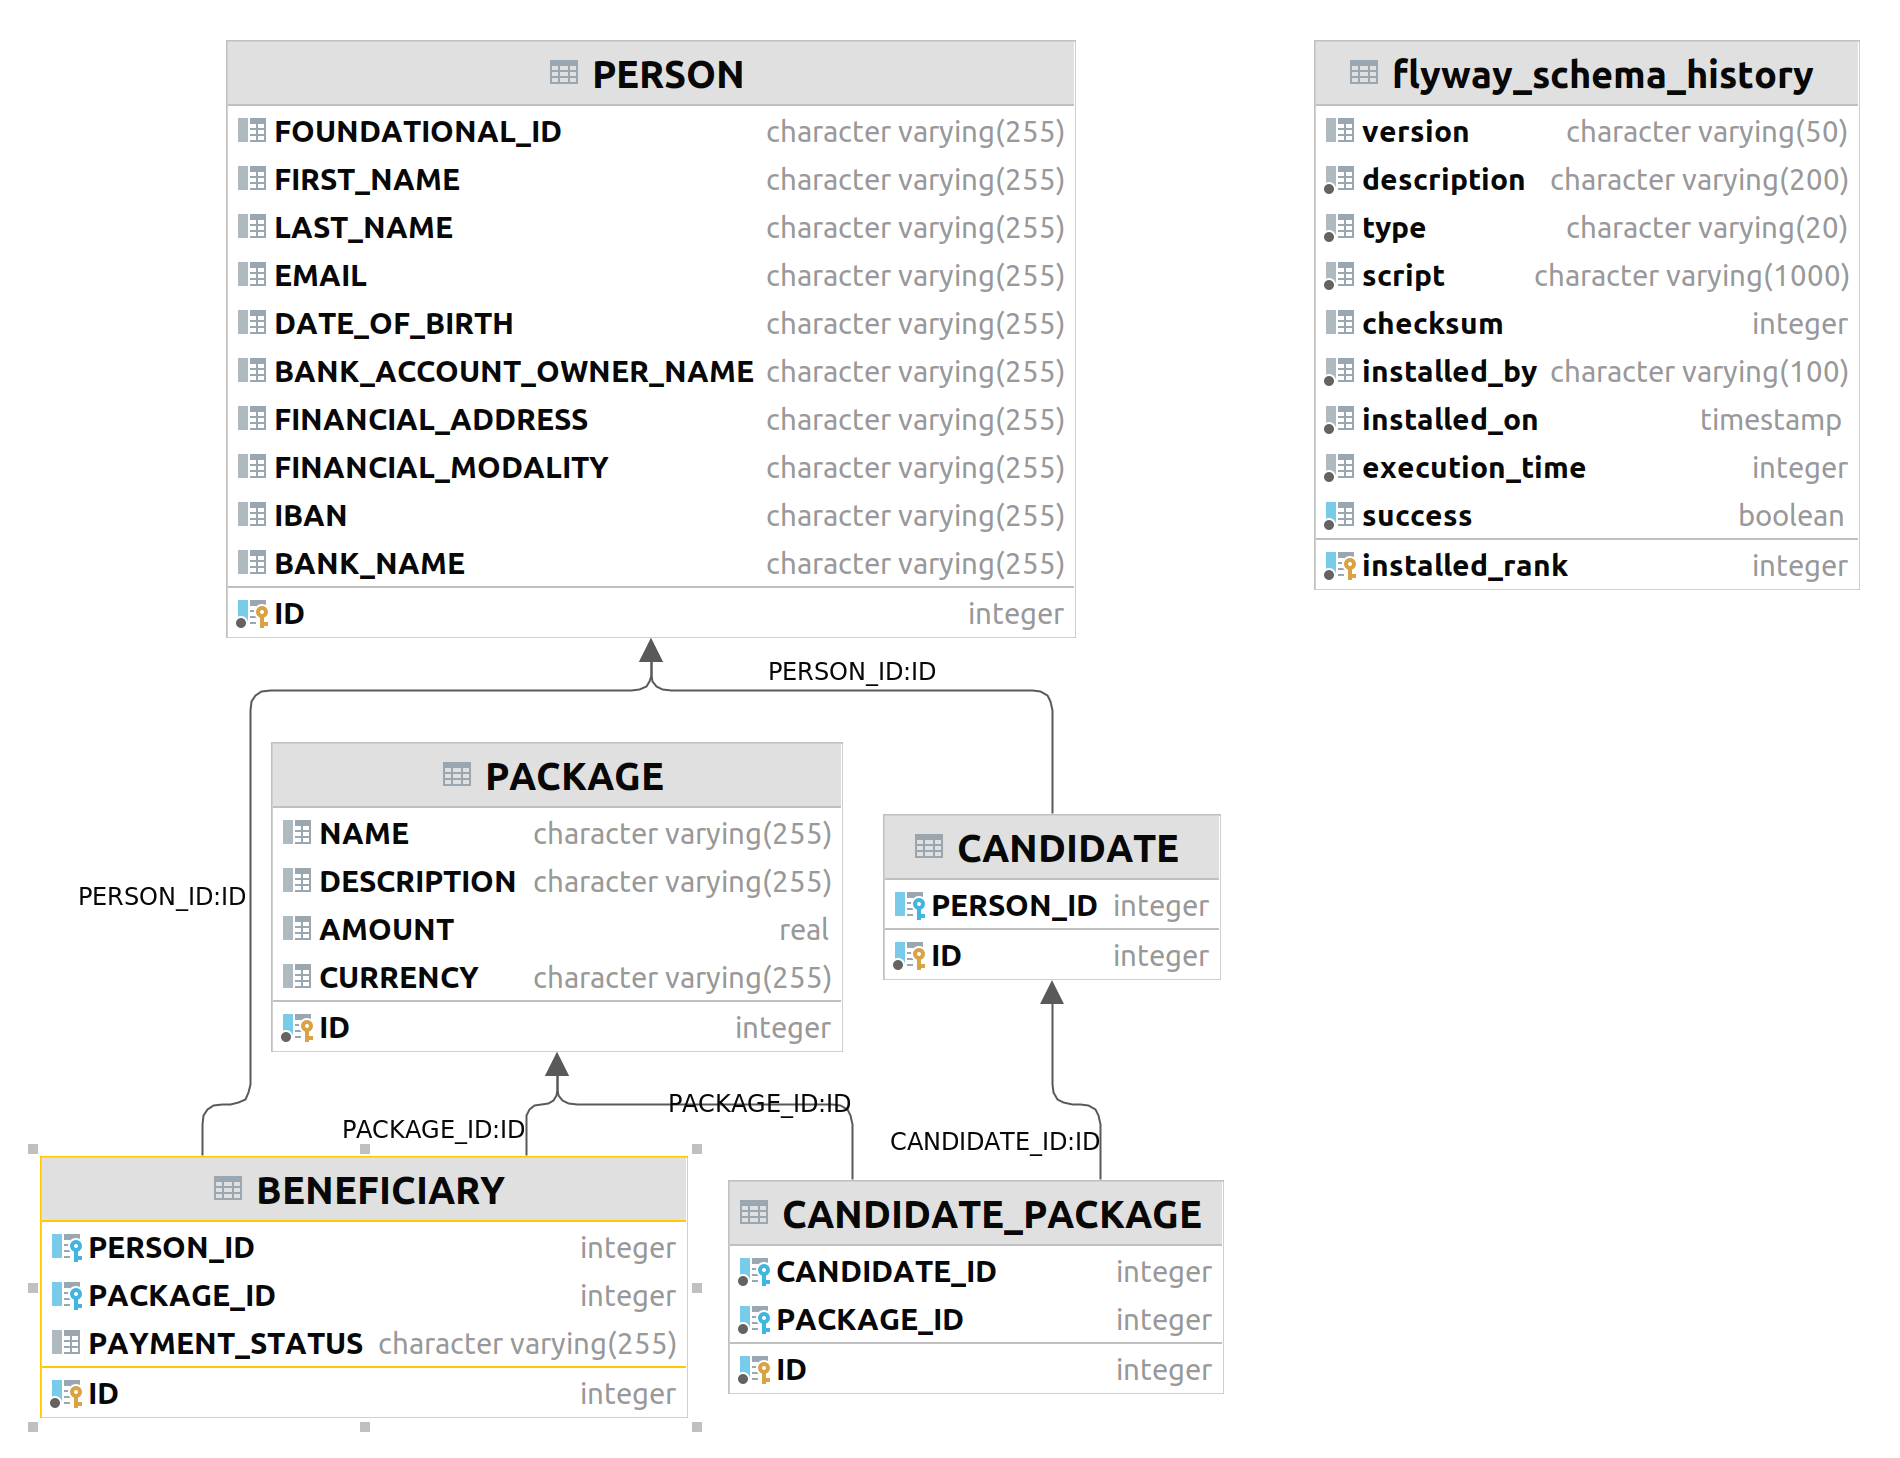 PERSON
FOUNDATIONAL_ID character varying(255)
FIRST_NAME character varying(255)
LAST_NAME character varying(255)
EMAIL character varying(255)
DATE_OF_BIRTH character varying(255)
BANK_ACCOUNT_OWNER_NAME character varying(255)
FINANCIAL_ADDRESS character varying(255)
FINANCIAL_MODALITY character varying(255)
IBAN character varying(255)
BANK_NAME character varying(255)
ID integer
flyway_schema_history
version character varying(50)
description character varying(200)
type character varying(20)
script character varying(1000)
checksum integer
installed_by character varying(100)
installed_on timestamp
execution_time integer
success boolean
installed_rank integer
PERSON_ID:ID
PERSON_ID:ID
PACKAGE
NAME character varying(255)
DESCRIPTION character varying(255)
AMOUNT real
CURRENCY character varying(255)
ID integer
CANDIDATE
PERSON_ID integer
ID integer
PACKAGE_ID:ID
PACKAGE_ID:ID
CANDIDATE_ID:ID
BENEFICIARY
PERSON_ID integer
PACKAGE_ID integer
PAYMENT_STATUS character varying(255)
ID integer
CANDIDATE_PACKAGE
CANDIDATE_ID integer
PACKAGE_ID integer
ID integer